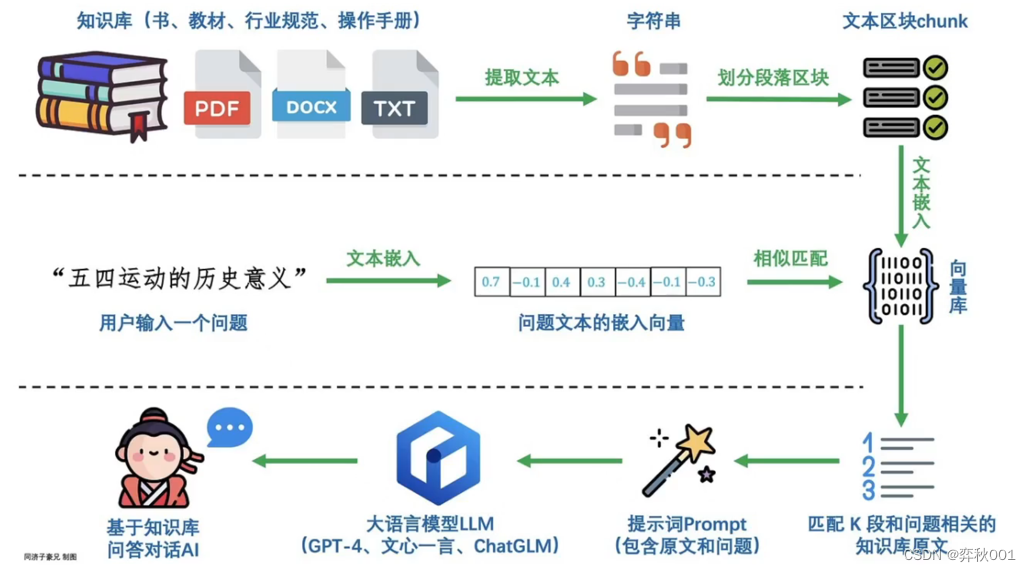 知识库（书、教材、行业规范、操作手册）
字符串
文本区块chunk
PDF
DOCX
TXT
提取文本
划分段落区块
文本嵌入
“五四运动的历史意义”
文本嵌入
0.7 −0.1 0.4 0.3 −0.4 −0.1 −0.3
相似匹配
11100
10110
10110
01011
向量库
用户输入一个问题
问题文本的嵌入向量
1
2
3
基于知识库
问答对话AI
大语言模型LLM
（GPT-4、文心一言、ChatGLM）
提示词Prompt
（包含原文和问题）
匹配 K 段和问题相关的
知识库原文
同济子豪兄 制图
CSDN @弈秋001